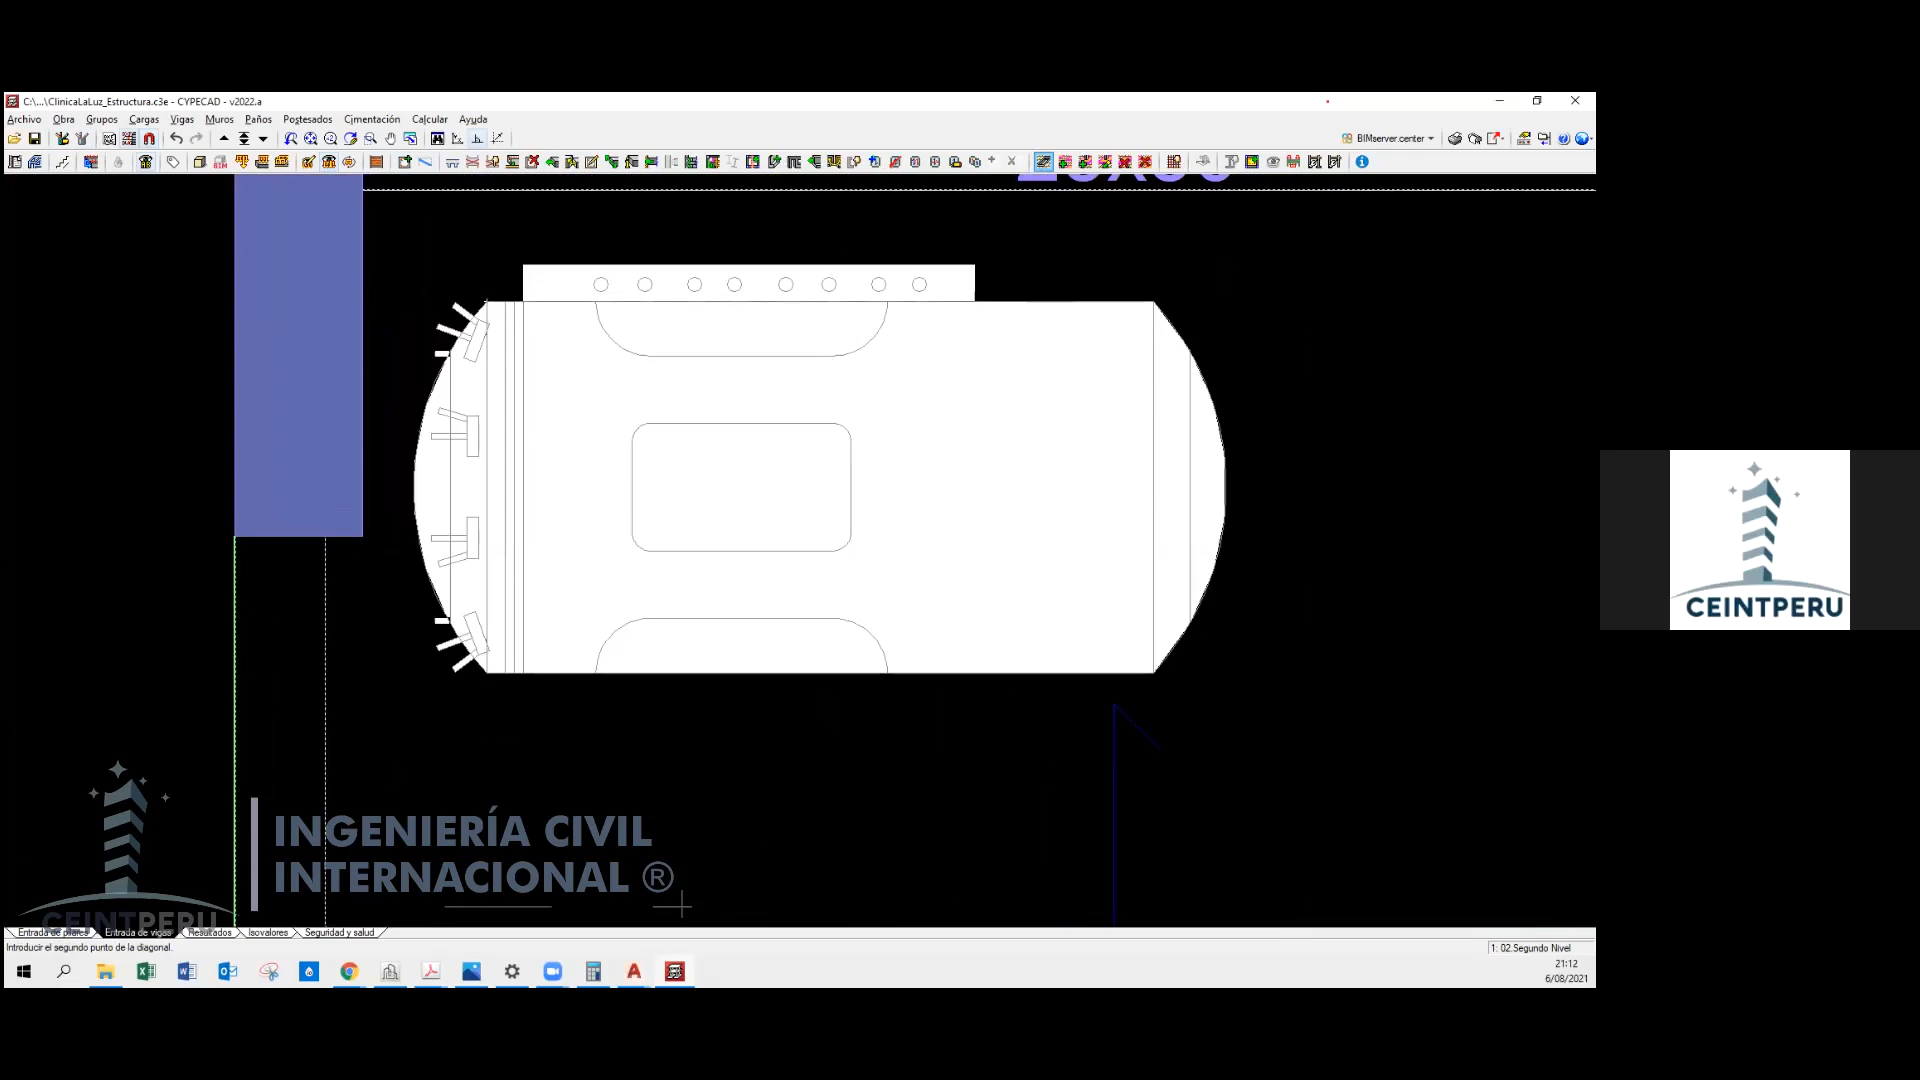 C:\...\ClinicaLaLuz_Estructura.c3e - CYPECAD - v2022.a
Archivo Obra Grupos Cargas Vigas Muros Paños Postesados Cimentación Calcular Ayuda
BIMserver.center
INGENIERÍA CIVIL
INTERNACIONAL ®
CEINTPERU
CEINTPERU
Entrada de pilares Entrada de vigas Resultados Isovalores Seguridad y salud
Introducir el segundo punto de la diagonal.
1: 02.Segundo Nivel
21:12
6/08/2021